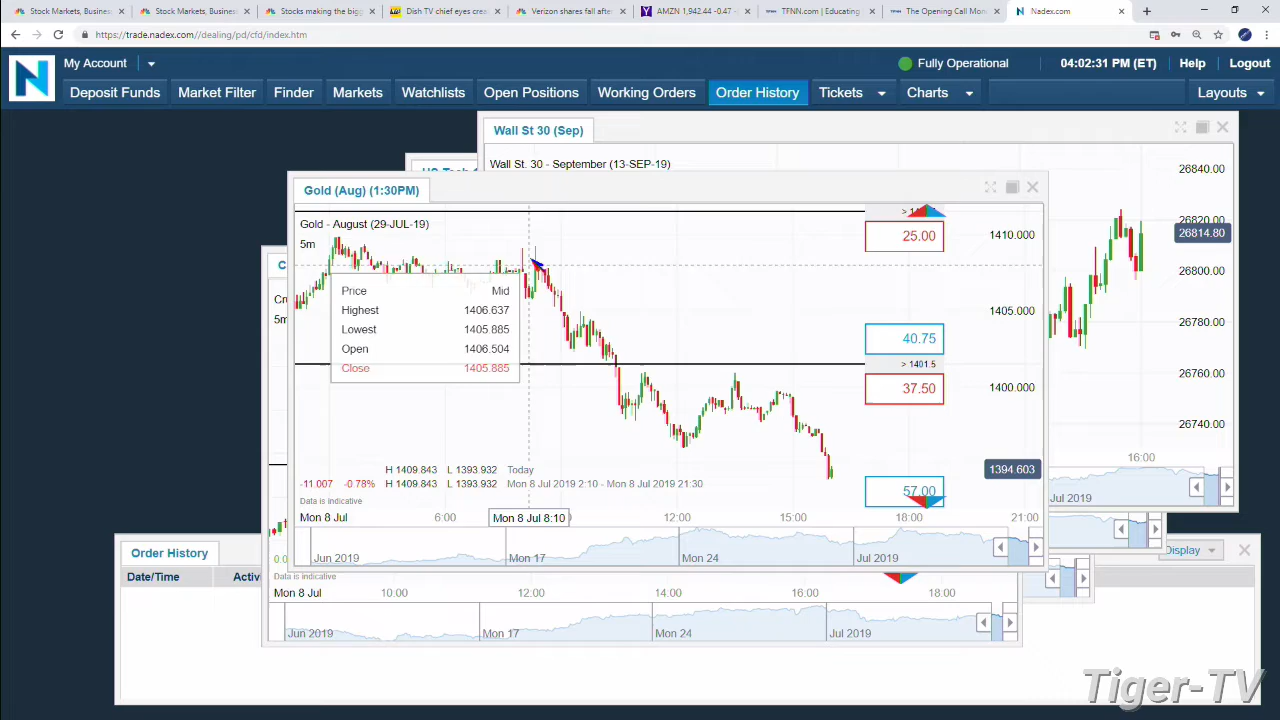 Stock Markets, Busines
Stock Markets, Busines
Stocks making the bigg
Dish TV chief eyes crea
Verizon shares fall after
AMZN 1,942.44 -0.47
TFNN.com | Educating
The Opening Call Mon
Nadex.com
https://trade.nadex.com//dealing/pd/cfd/index.htm
My Account
Fully Operational
04:02:31 PM (ET)
Help
Logout
Deposit Funds
Market Filter
Finder
Markets
Watchlists
Open Positions
Working Orders
Order History
Tickets
Charts
Layouts
Wall St 30 (Sep)
Wall St. 30 - September (13-SEP-19)
26840.00
26820.00
26814.80
26800.00
26780.00
26760.00
26740.00
16:00
Jul 2019
Gold (Aug) (1:30PM)
Gold - August (29-JUL-19)
5m
Price Mid
Highest 1406.637
Lowest 1405.885
Open 1406.504
Close 1405.885
25.00
40.75
> 1401.5
37.50
57.00
1410.000
1405.000
1400.000
1394.603
H 1409.843 L 1393.932 Today
-11.007 -0.78% H 1409.843 L 1393.932 Mon 8 Jul 2019 2:10 - Mon 8 Jul 2019 21:30
Data is indicative
Mon 8 Jul 6:00 Mon 8 Jul 8:10 12:00 15:00 18:00 21:00
Jun 2019 Mon 17 Mon 24 Jul 2019
5m
Data is indicative
Mon 8 Jul 10:00 12:00 14:00 16:00 18:00
Jun 2019 Mon 17 Mon 24 Jul 2019
Order History
Display
Date/Time Activ
Tiger-TV